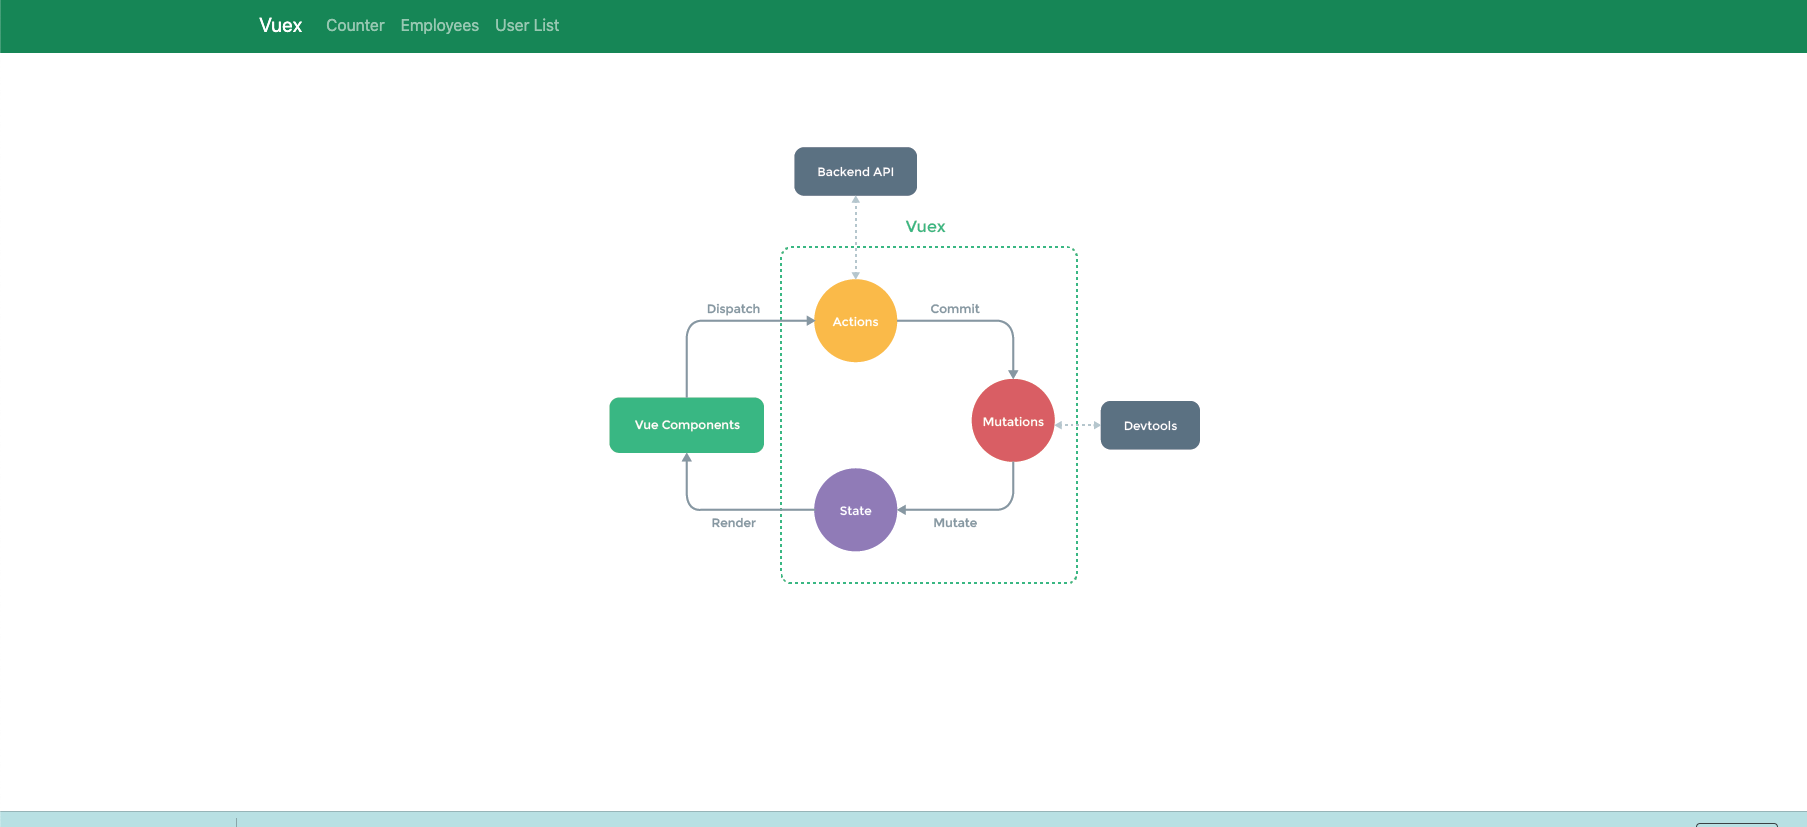 Vuex Counter Employees User List
Backend API
Vuex
Dispatch
Commit
Actions
Vue Components
Mutations
Devtools
State
Render
Mutate